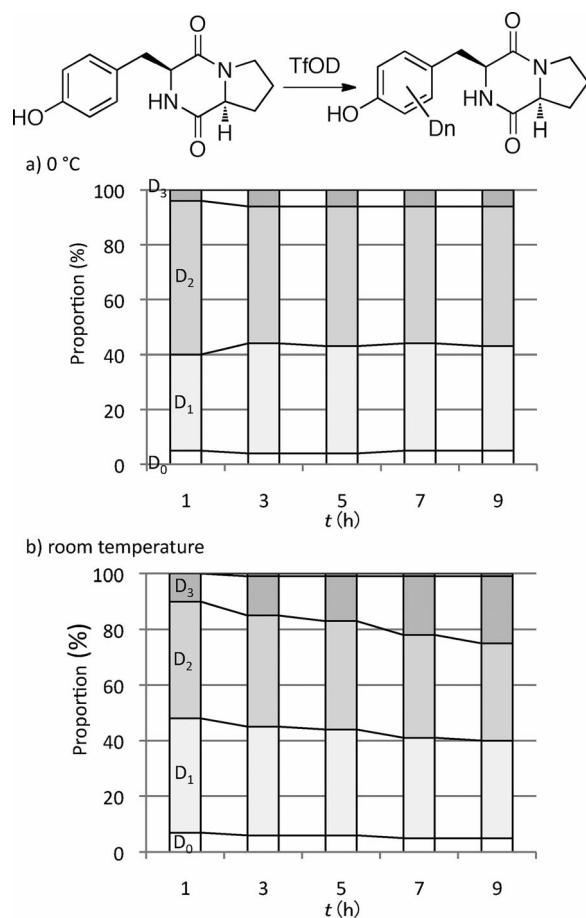 O
TfOD
O
N
N
HO
NH
HO
NH
H
H
O
Dn
O
a) 0 °C
100
D3
80
D2
60
Proportion (%)
40
D1
20
0
D0
1 3 5 7 9
t (h)
b) room temperature
100
D3
80
D2
60
Proportion (%)
40
D1
20
0
D0
1 3 5 7 9
t (h)